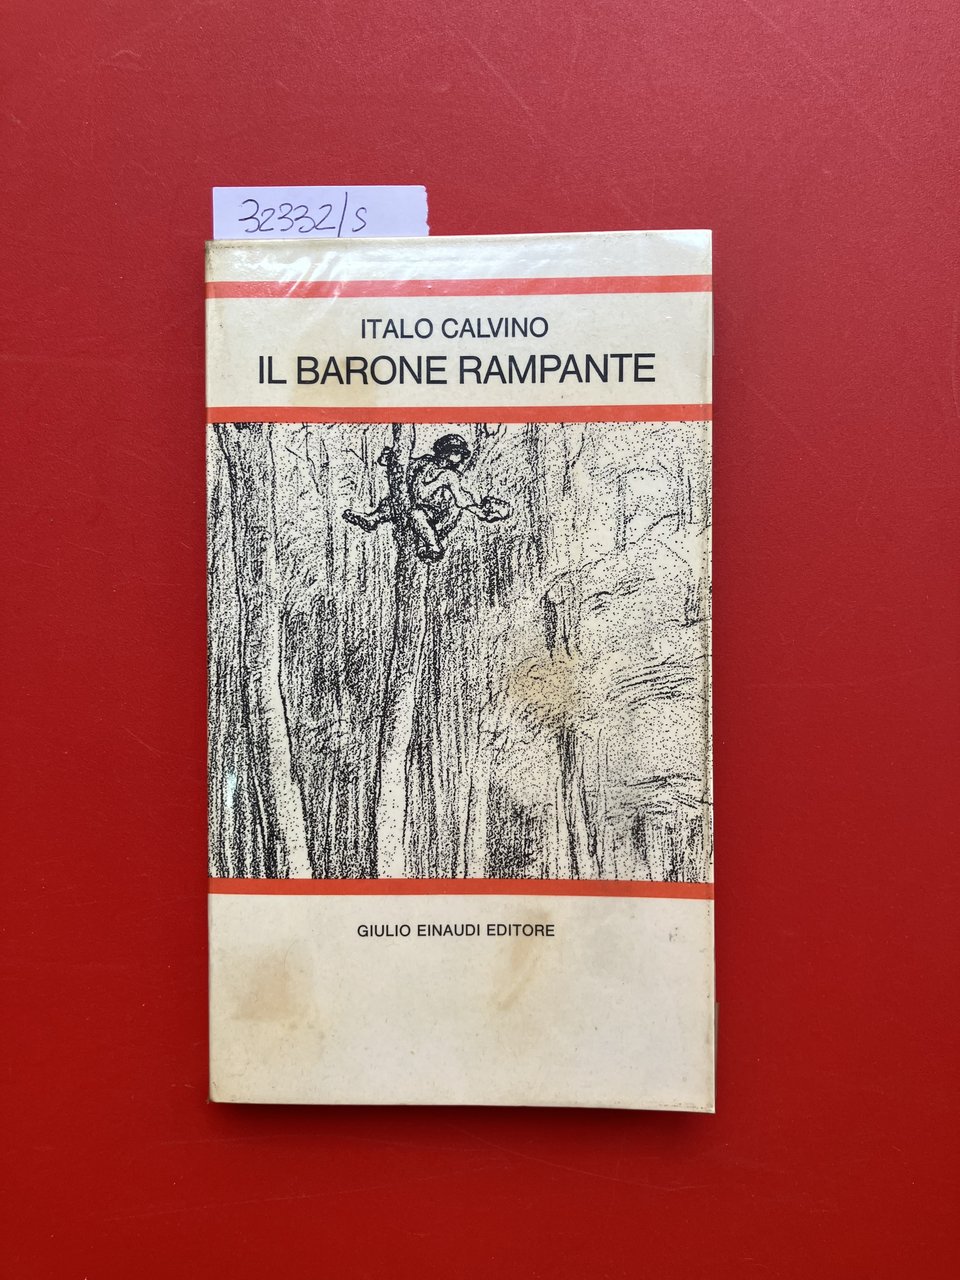 32332/s
ITALO CALVINO
IL BARONE RAMPANTE
GIULIO EINAUDI EDITORE